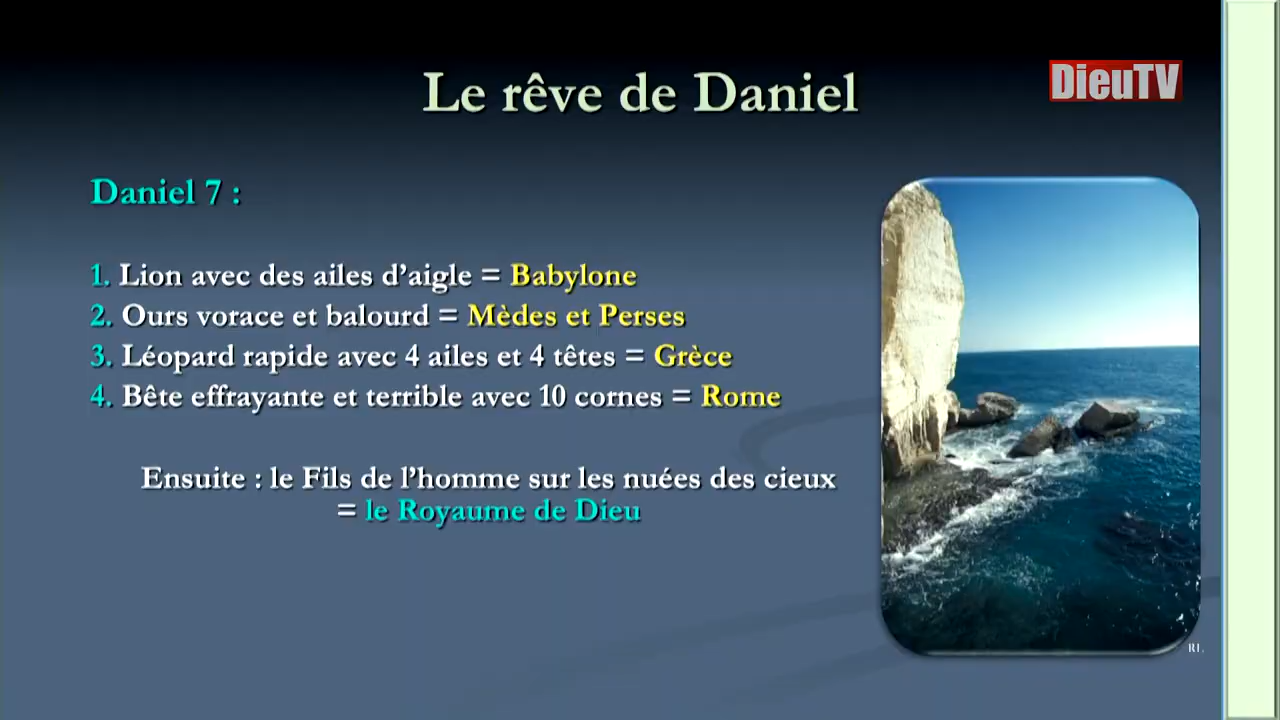 Le rêve de Daniel
DieuTV
Daniel 7 :
1. Lion avec des ailes d’aigle = Babylone
2. Ours vorace et balourd = Mèdes et Perses
3. Léopard rapide avec 4 ailes et 4 têtes = Grèce
4. Bête effrayante et terrible avec 10 cornes = Rome
Ensuite : le Fils de l’homme sur les nuées des cieux
= le Royaume de Dieu